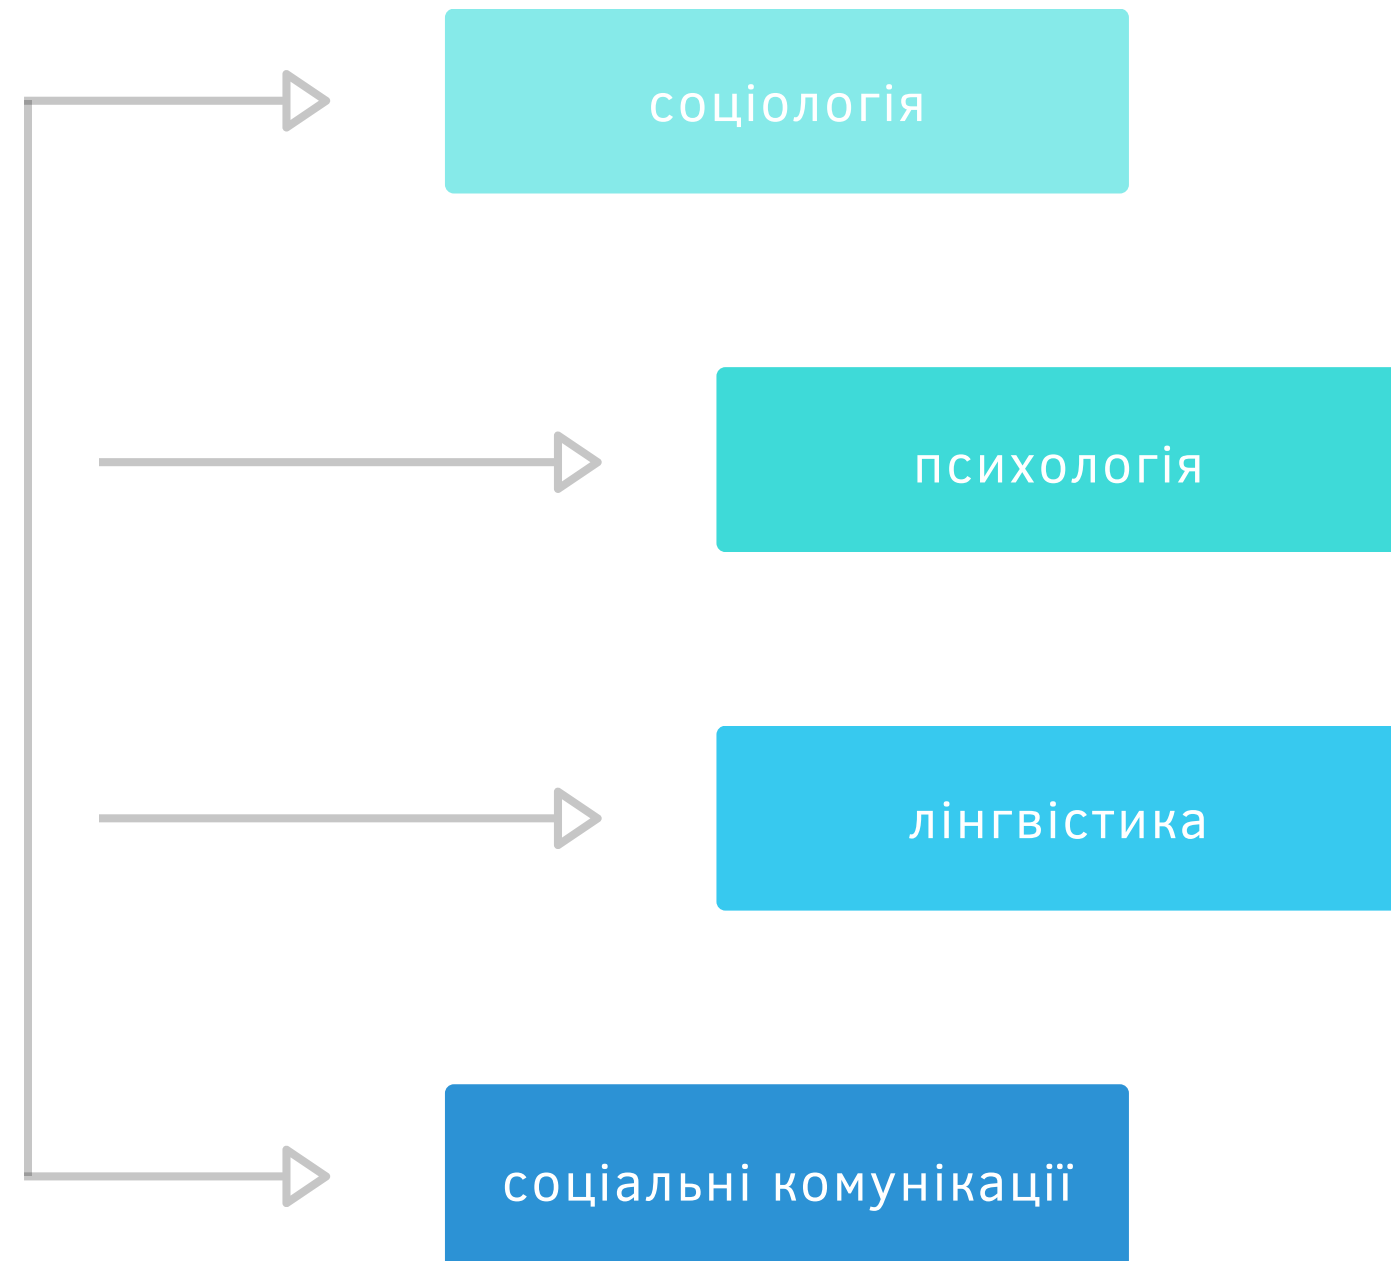 соціологія
психологія
лінгвістика
соціальні комунікації